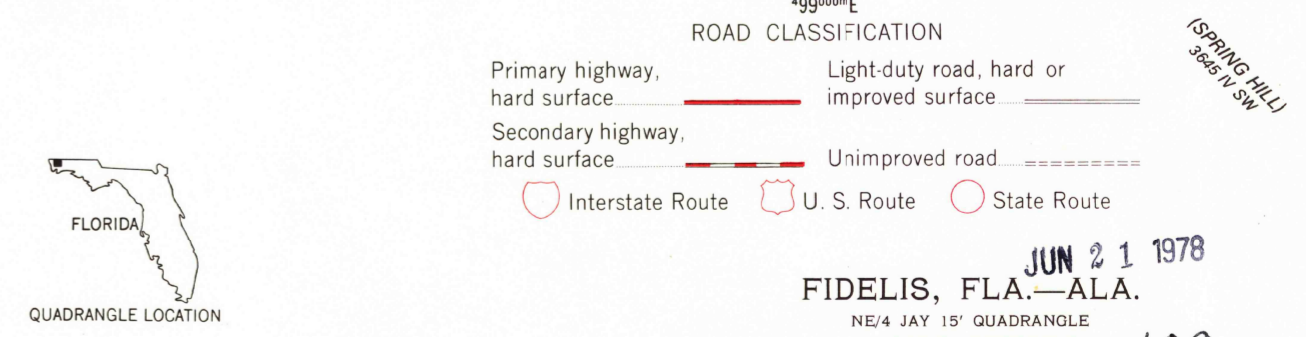 ⁴99⁰⁰⁰ᵐE
ROAD CLASSIFICATION
Primary highway,
hard surface
Light-duty road, hard or
improved surface
Secondary highway,
hard surface
Unimproved road
Interstate Route
U. S. Route
State Route
(SPRING HILL)
3645 IV SW
FLORIDA
QUADRANGLE LOCATION
JUN 21 1978
FIDELIS, FLA.—ALA.
NE/4 JAY 15' QUADRANGLE